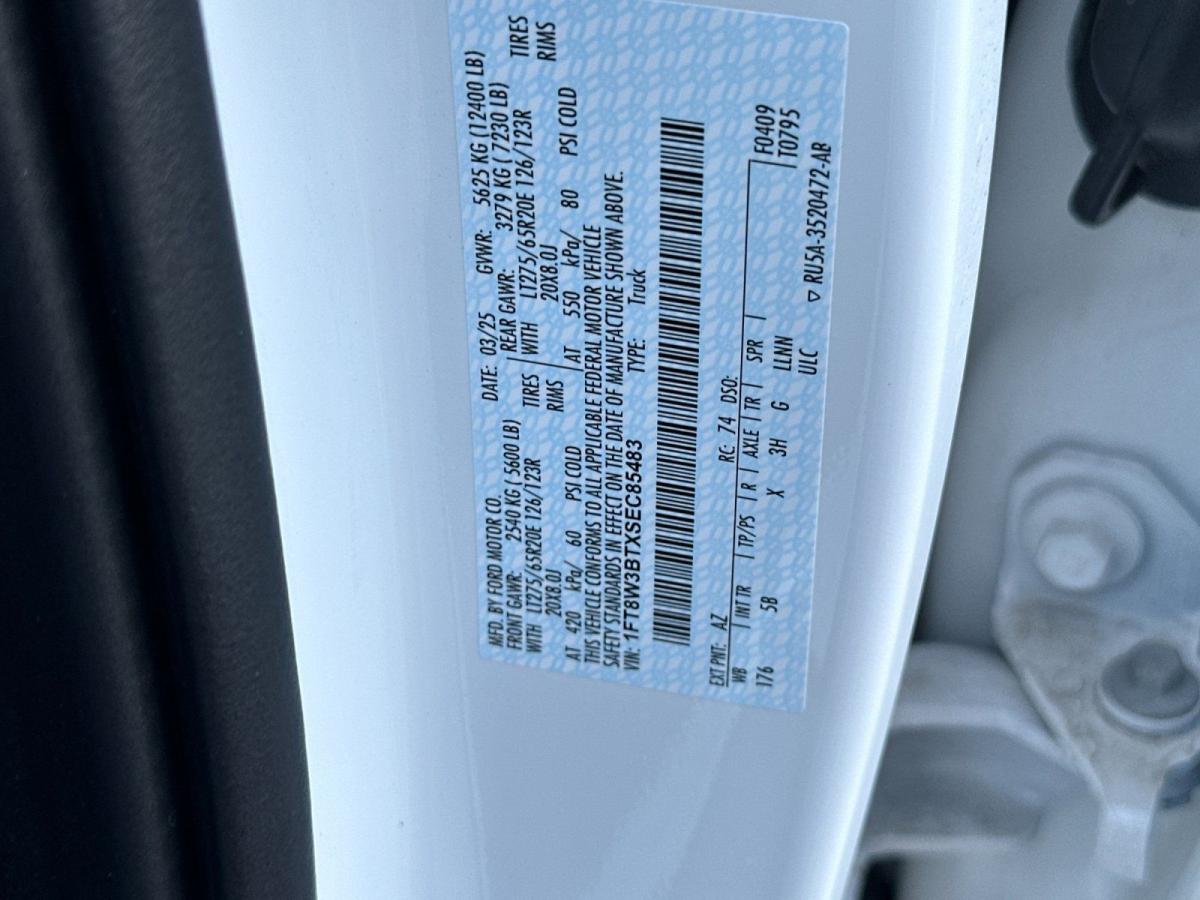 MFD. BY FORD MOTOR CO. DATE: 03/25 GVWR: 5625 KG (12400 LB)
FRONT GAWR: 2540 KG ( 5600 LB) REAR GAWR: 3279 KG ( 7230 LB)
WITH LT275/65R20E 126/123R TIRES WITH LT275/65R20E 126/123R TIRES
20X8.0J RIMS 20X8.0J RIMS
AT 420 kPa/ 60 PSI COLD AT 550 kPa/ 80 PSI COLD
THIS VEHICLE CONFORMS TO ALL APPLICABLE FEDERAL MOTOR VEHICLE
SAFETY STANDARDS IN EFFECT ON THE DATE OF MANUFACTURE SHOWN ABOVE.
VIN: 1FT8W3BTXSEC85483 TYPE: Truck
EXT PNT: AZ RC: 74 DSO: F0409
WB INT TR TP/PS R AXLE TR SPR T0795
176 5B X 3H G LLNN
ULC ▽ RU5A-3520472-AB